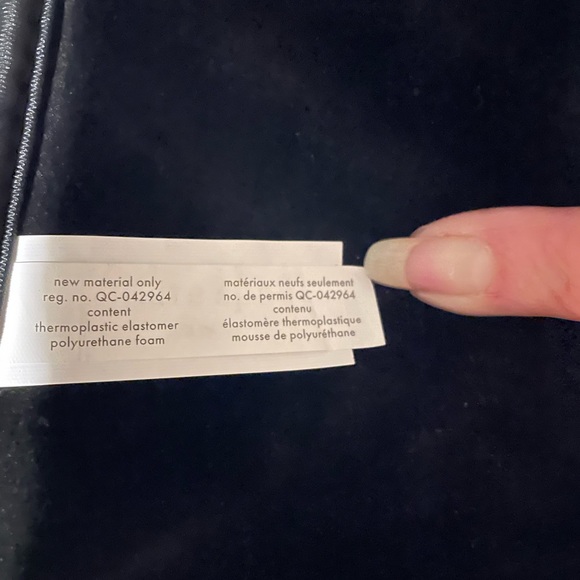 new material only
reg. no. QC-042964
content
thermoplastic elastomer
polyurethane foam
matériaux neufs seulement
no. de permis QC-042964
contenu
élastomère thermoplastique
mousse de polyuréthane